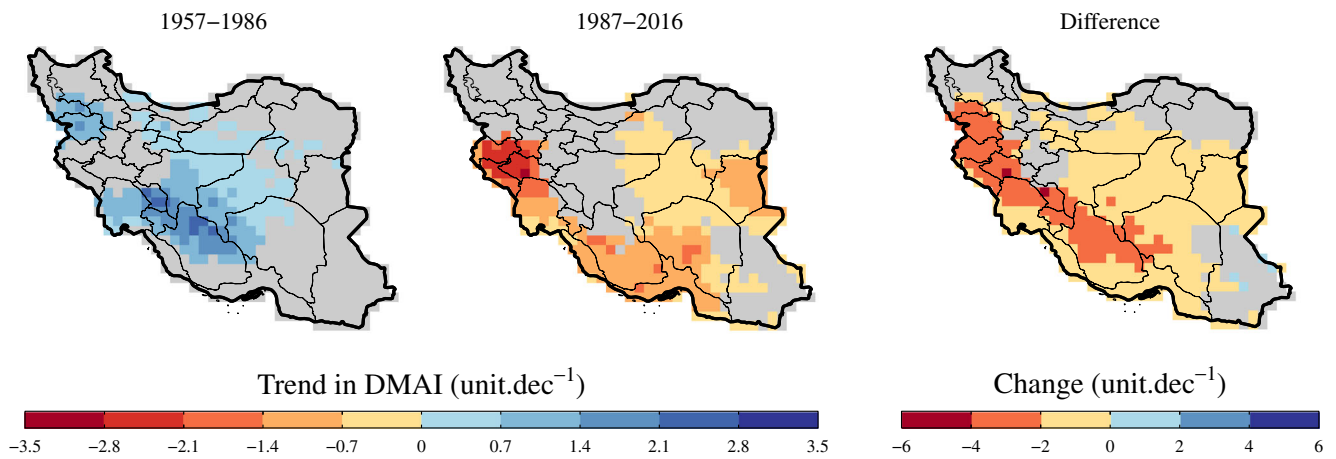 1957−1986 1987−2016 Difference
Trend in DMAI (unit.dec⁻¹) Change (unit.dec⁻¹)
−3.5 −2.8 −2.1 −1.4 −0.7 0 0.7 1.4 2.1 2.8 3.5 −6 −4 −2 0 2 4 6